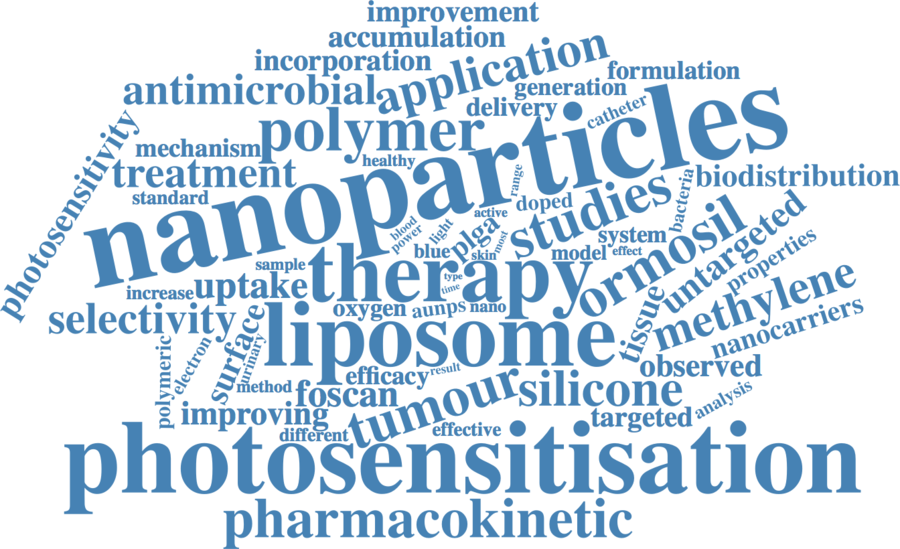 improvement
accumulation
incorporation
application
formulation
antimicrobial
generation
delivery
catheter
photosensitivity
polymer
nanoparticles
mechanism
healthy
treatment
range
bacteria
biodistribution
standard
doped
studies
active
blood
power
light
plga
skin
most
blue
system
model
effect
ormosil
untargeted
properties
sample
therapy
type
time
increase
uptake
oxygen
aunps
nano
tissue
methylene
nanocarriers
selectivity
surface
liposome
polymeric
electron
urinary
observed
efficacy
result
method
foscan
tumour
silicone
analysis
improving
targeted
different
effective
photosensitisation
pharmacokinetic